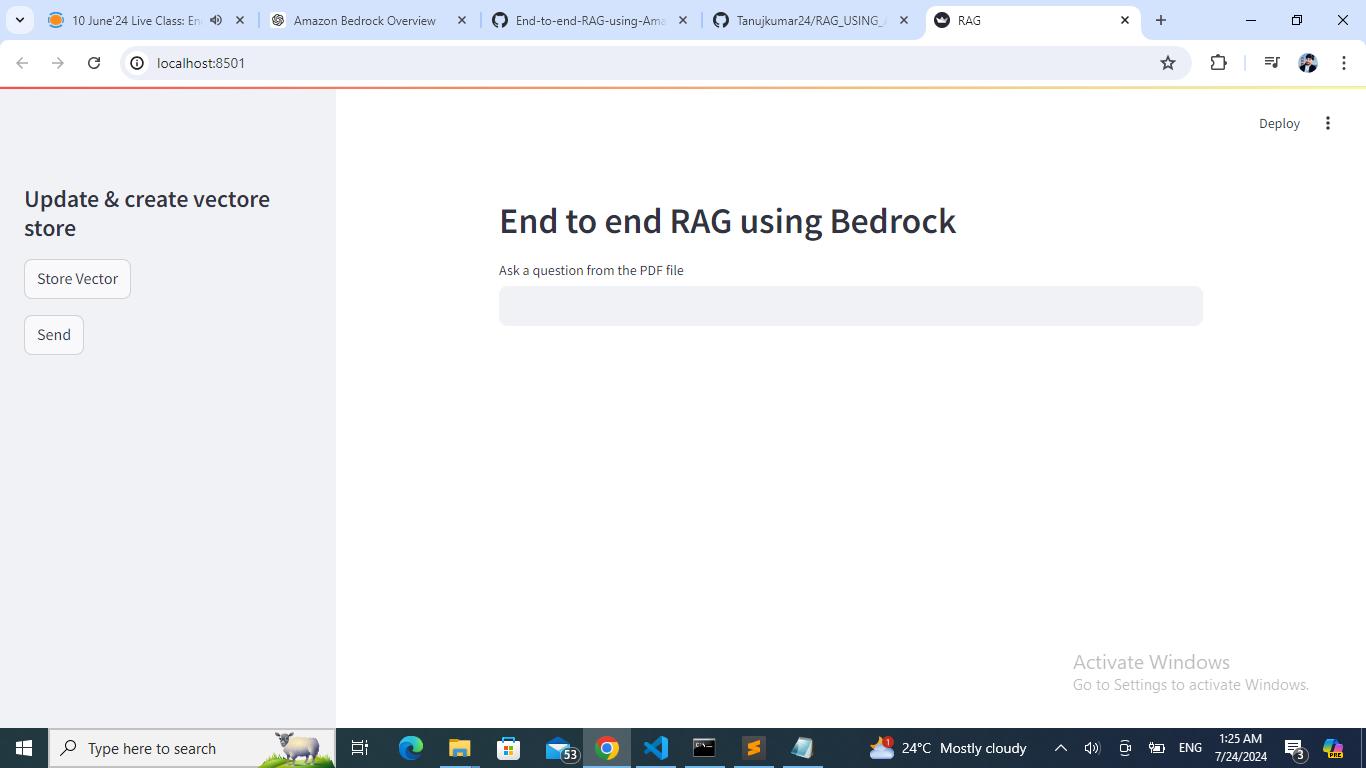 10 June'24 Live Class: En
Amazon Bedrock Overview
End-to-end-RAG-using-Ama
Tanujkumar24/RAG_USING_A
RAG
localhost:8501
Deploy
Update & create vectore
store
Store Vector
Send
End to end RAG using Bedrock
Ask a question from the PDF file
Activate Windows
Go to Settings to activate Windows.
Type here to search
53
1
24°C Mostly cloudy
ENG
1:25 AM
7/24/2024
3
PRE